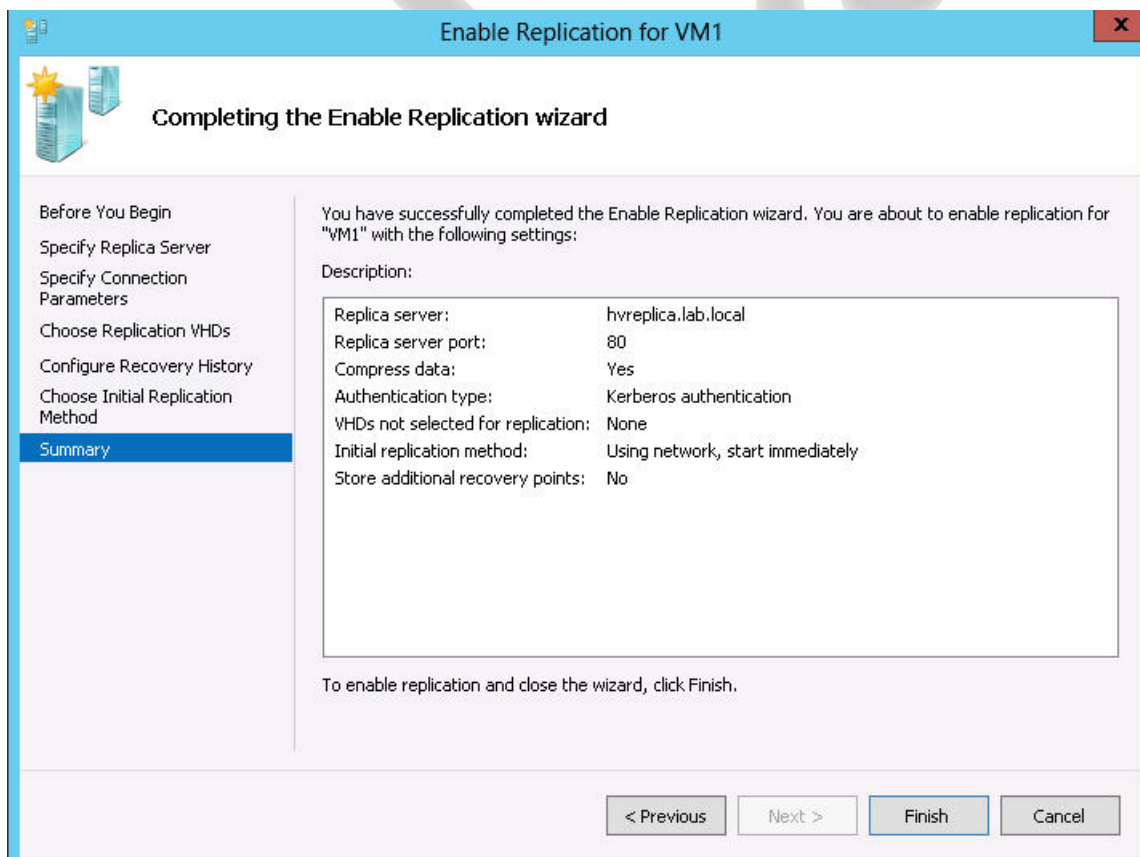 Enable Replication for VM1
x
Completing the Enable Replication wizard
Before You Begin
Specify Replica Server
Specify Connection
Parameters
Choose Replication VHDs
Configure Recovery History
Choose Initial Replication
Method
Summary
You have successfully completed the Enable Replication wizard. You are about to enable replication for
"VM1" with the following settings:
Description:
Replica server: hvreplica.lab.local
Replica server port: 80
Compress data: Yes
Authentication type: Kerberos authentication
VHDs not selected for replication: None
Initial replication method: Using network, start immediately
Store additional recovery points: No
To enable replication and close the wizard, click Finish.
< Previous Next > Finish Cancel